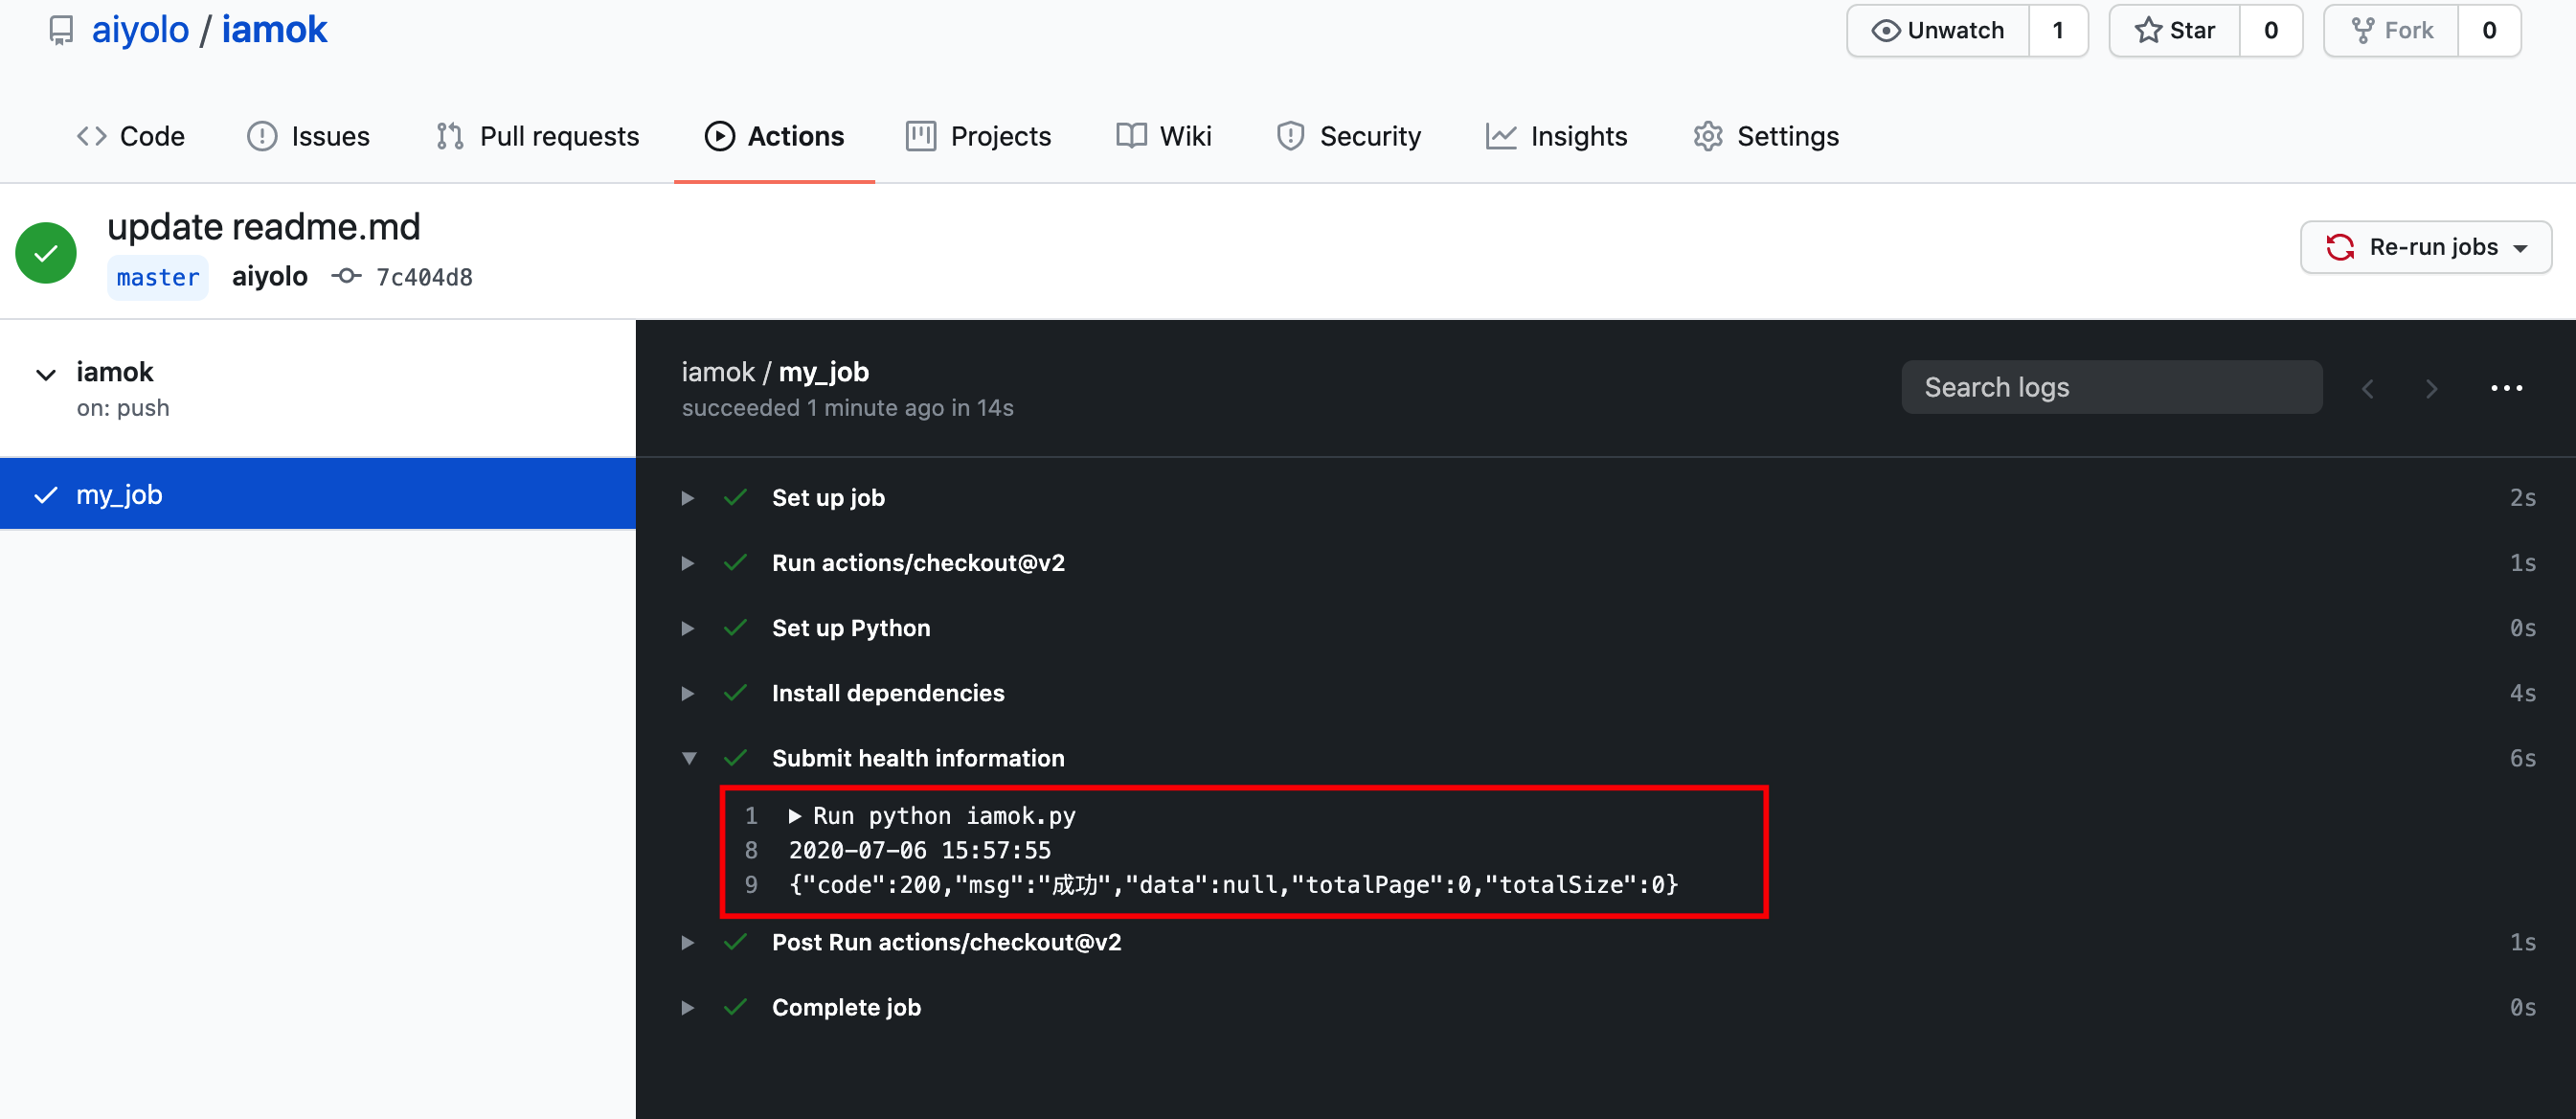 aiyolo / iamok
Unwatch 1
Star 0
Fork 0
Code Issues Pull requests Actions Projects Wiki Security Insights Settings
update readme.md
master aiyolo 7c404d8
Re-run jobs
iamok
on: push
my_job
iamok / my_job
succeeded 1 minute ago in 14s
Search logs
Set up job 2s
Run actions/checkout@v2 1s
Set up Python 0s
Install dependencies 4s
Submit health information 6s
1 Run python iamok.py
8 2020-07-06 15:57:55
9 {"code":200,"msg":"成功","data":null,"totalPage":0,"totalSize":0}
Post Run actions/checkout@v2 1s
Complete job 0s